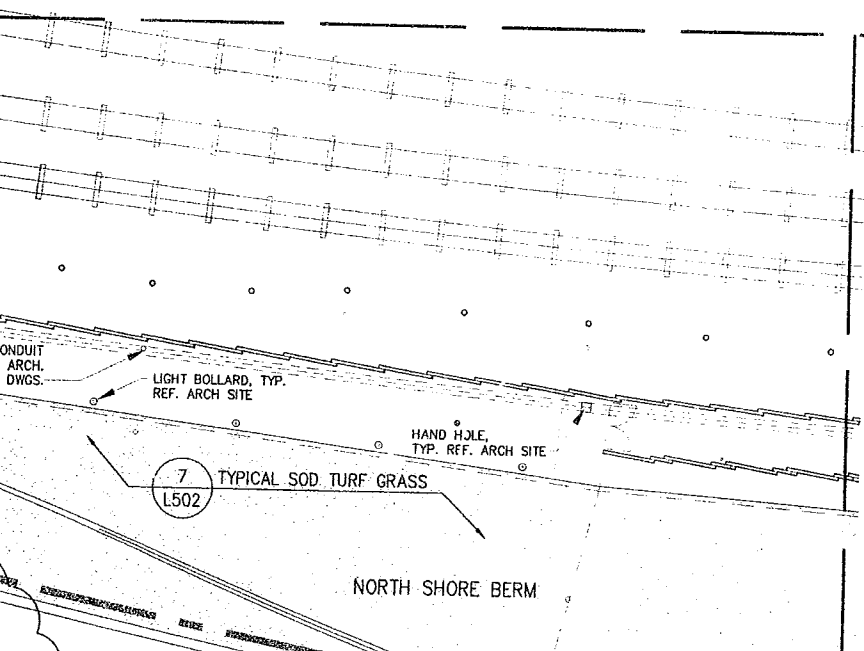 ONDUIT
ARCH.
DWGS.
LIGHT BOLLARD, TYP.
REF. ARCH SITE
HAND HOLE,
TYP. REF. ARCH SITE
7
L502
TYPICAL SOD TURF GRASS
NORTH SHORE BERM